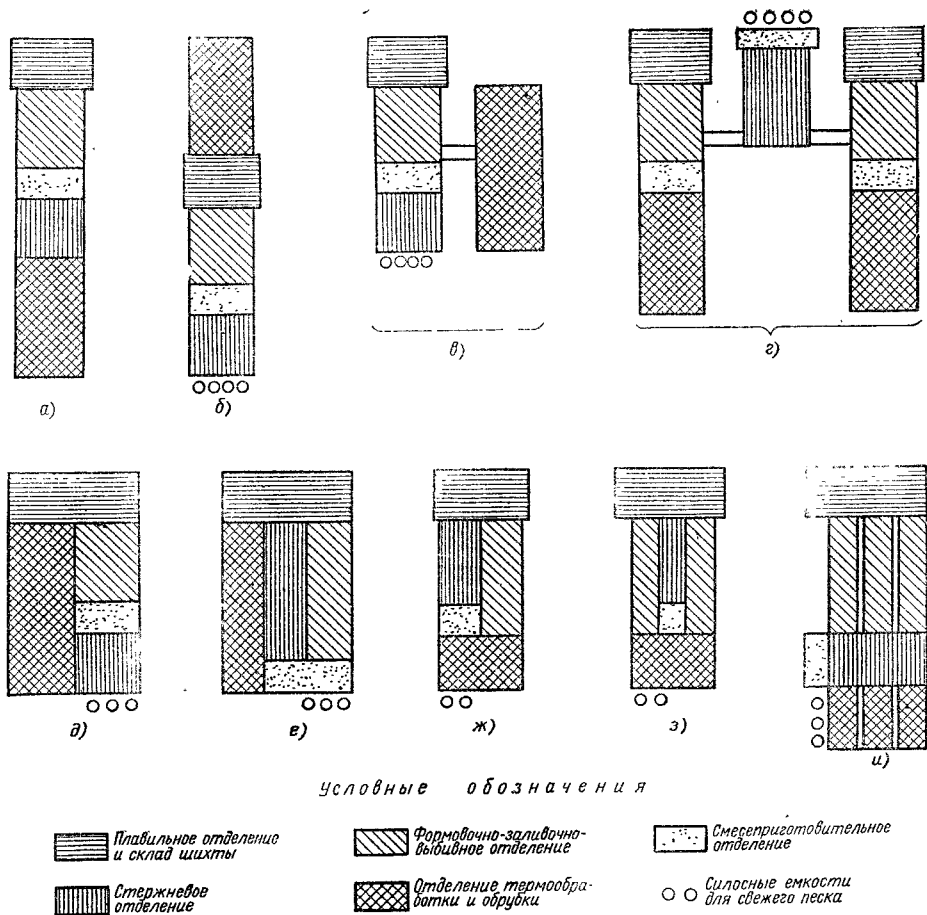 а)
б)
в)
г)
д)
е)
ж)
з)
и)
Условные обозначения
Плавильное отделение
и склад шихты
Формовочно-заливочно-
выбивное отделение
Смесеприготовительное
отделение
Стержневое
отделение
Отделение термообра-
ботки и обрубки
Силосные емкости
для свежего песка